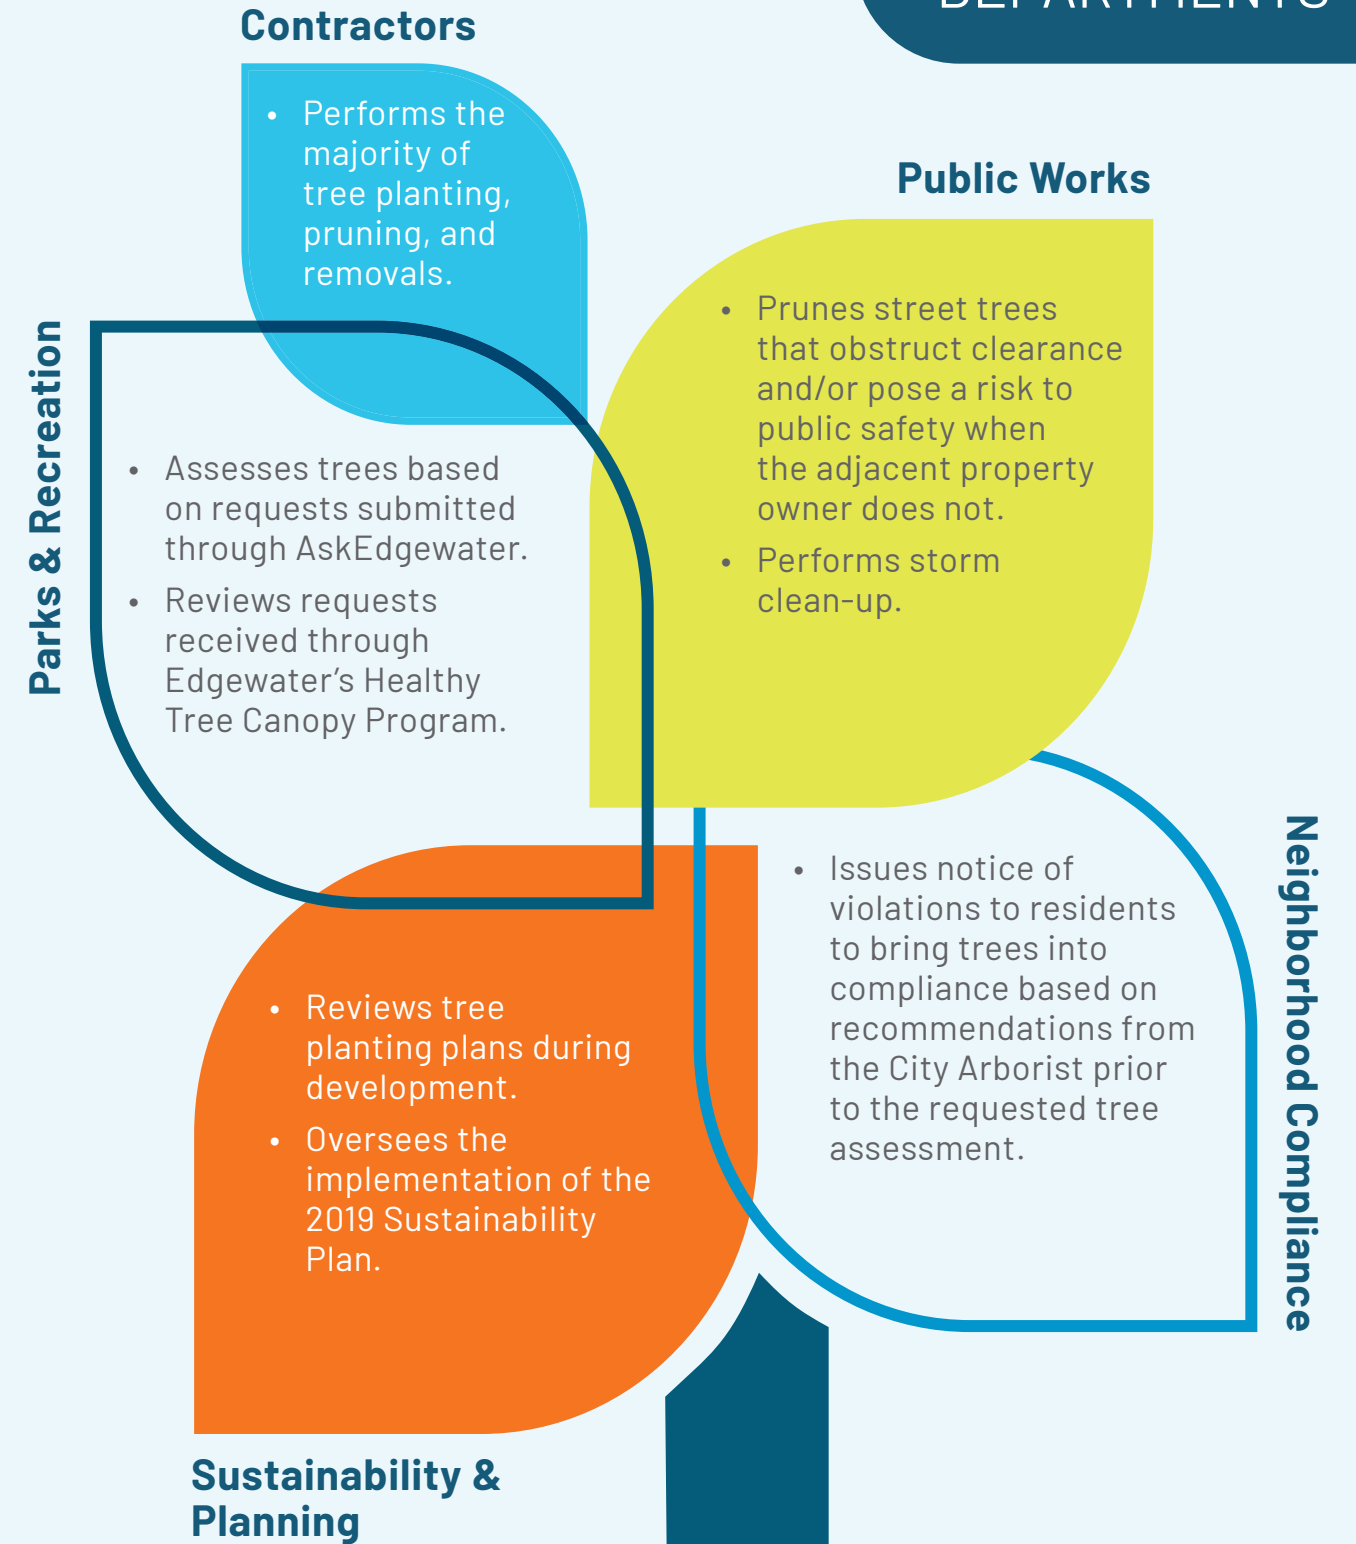 DEPARTMENTS
Contractors
• Performs the
majority of
tree planting,
pruning, and
removals.
Public Works
• Prunes street trees
that obstruct clearance
and/or pose a risk to
public safety when
the adjacent property
owner does not.
• Performs storm
clean-up.
Parks & Recreation
• Assesses trees based
on requests submitted
through AskEdgewater.
• Reviews requests
received through
Edgewater’s Healthy
Tree Canopy Program.
Neighborhood Compliance
• Issues notice of
violations to residents
to bring trees into
compliance based on
recommendations from
the City Arborist prior
to the requested tree
assessment.
• Reviews tree
planting plans during
development.
• Oversees the
implementation of the
2019 Sustainability
Plan.
Sustainability &
Planning